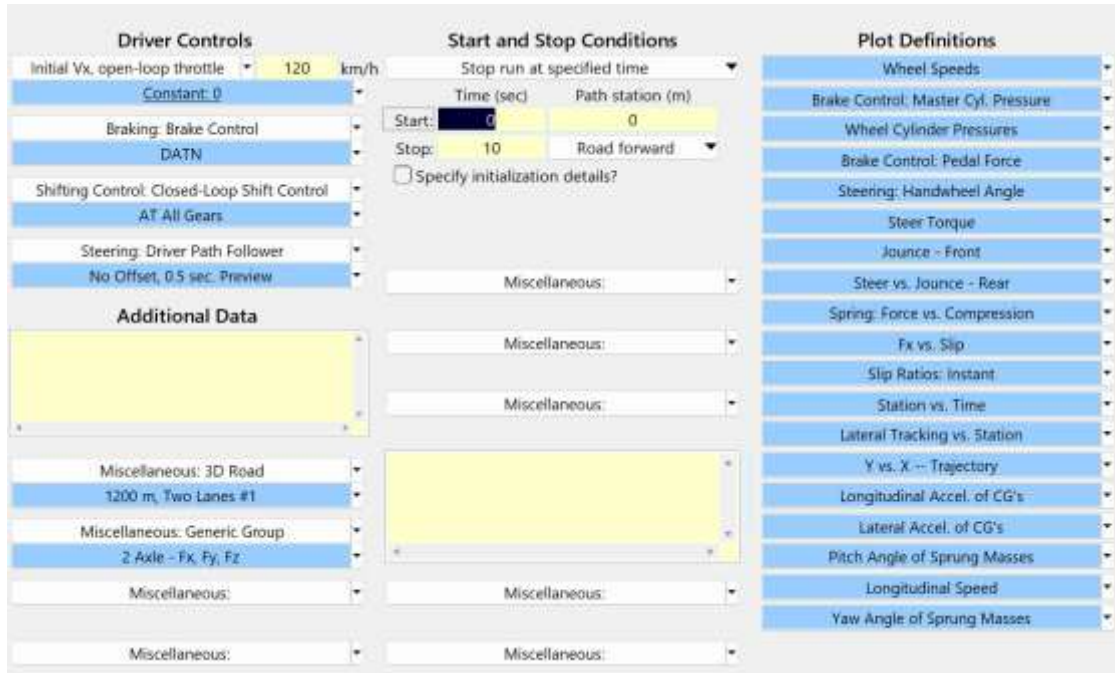 Driver Controls
Initial Vx, open-loop throttle 120 km/h
Constant: 0
Braking: Brake Control
DATN
Shifting Control: Closed-Loop Shift Control
AT All Gears
Steering: Driver Path Follower
No Offset, 0.5 sec. Preview
Additional Data
Miscellaneous: 3D Road
1200 m, Two Lanes #1
Miscellaneous: Generic Group
2 Axle - Fx, Fy, Fz
Miscellaneous:
Miscellaneous:
Start and Stop Conditions
Stop run at specified time
Time (sec) Path station (m)
Start: 0 0
Stop: 10 Road forward
Specify initialization details?
Miscellaneous:
Miscellaneous:
Miscellaneous:
Miscellaneous:
Miscellaneous:
Plot Definitions
Wheel Speeds
Brake Control: Master Cyl. Pressure
Wheel Cylinder Pressures
Brake Control: Pedal Force
Steering: Handwheel Angle
Steer Torque
Jounce - Front
Steer vs. Jounce - Rear
Spring: Force vs. Compression
Fx vs. Slip
Slip Ratios: Instant
Station vs. Time
Lateral Tracking vs. Station
Y vs. X -- Trajectory
Longitudinal Accel. of CG's
Lateral Accel. of CG's
Pitch Angle of Sprung Masses
Longitudinal Speed
Yaw Angle of Sprung Masses